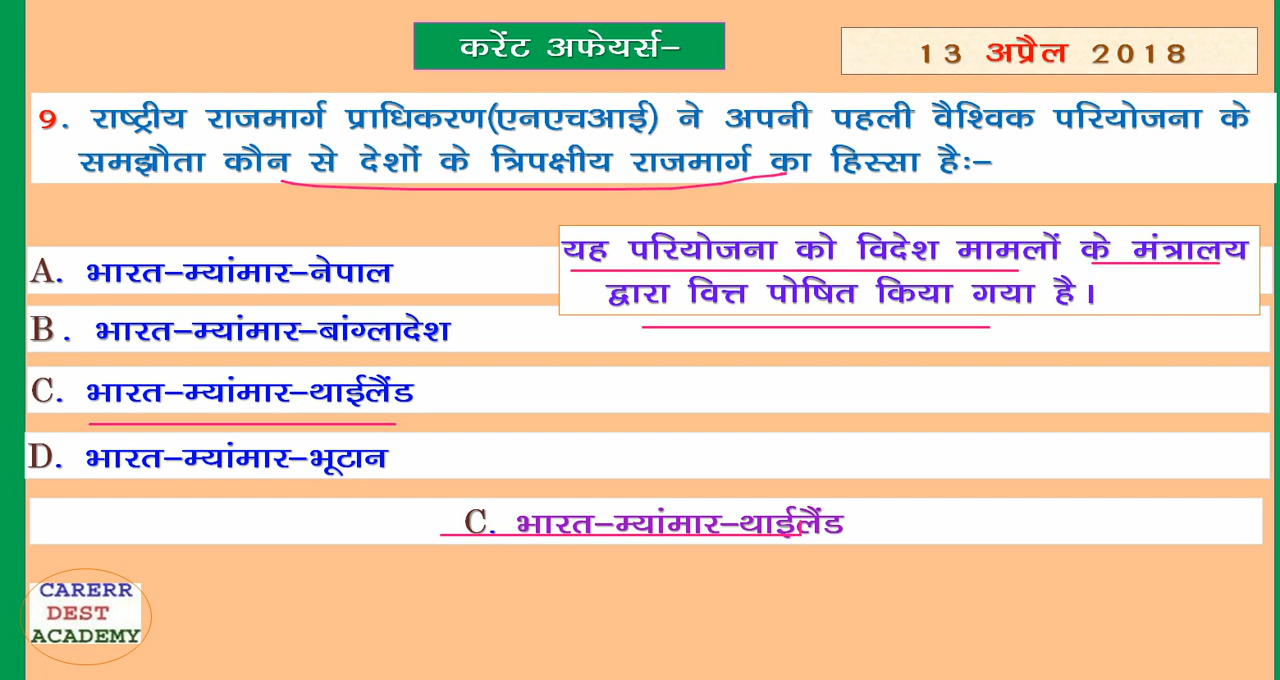 करेंट अफेयर्स–
13 अप्रैल 2018
9. राष्ट्रीय राजमार्ग प्राधिकरण(एनएचआई) ने अपनी पहली वैश्विक परियोजना के
समझौता कौन से देशों के त्रिपक्षीय राजमार्ग का हिस्सा हैः–
यह परियोजना को विदेश मामलों के मंत्रालय
द्वारा वित्त पोषित किया गया है।
A. भारत–म्यांमार–नेपाल
B. भारत–म्यांमार–बांग्लादेश
C. भारत–म्यांमार–थाईलैंड
D. भारत–म्यांमार–भूटान
C. भारत–म्यांमार–थाईलैंड
CARERR
DEST
ACADEMY